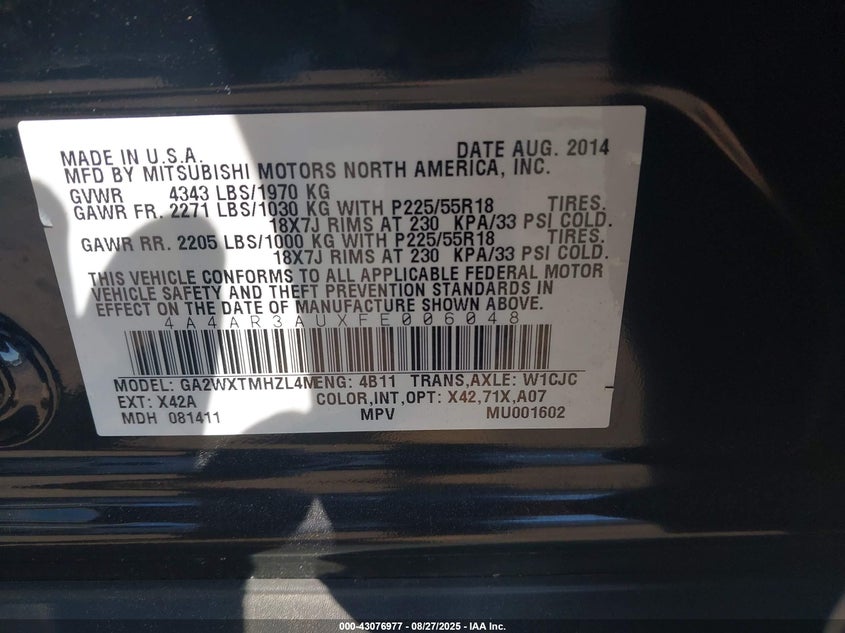 MADE IN U.S.A. DATE AUG. 2014
MFD BY MITSUBISHI MOTORS NORTH AMERICA, INC.
GVWR 4343 LBS/1970 KG
GAWR FR. 2271 LBS/1030 KG WITH P225/55R18 TIRES.
18X7J RIMS AT 230 KPA/33 PSI COLD.
GAWR RR. 2205 LBS/1000 KG WITH P225/55R18 TIRES.
18X7J RIMS AT 230 KPA/33 PSI COLD.
THIS VEHICLE CONFORMS TO ALL APPLICABLE FEDERAL MOTOR
VEHICLE SAFETY AND THEFT PREVENTION STANDARDS IN
EFFECT ON THE DATE OF MANUFACTURE SHOWN ABOVE.
4A4AR3AUXFE006048
MODEL: GA2WXTMHZL4M ENG: 4B11 TRANS,AXLE: W1CJC
EXT: X42A COLOR,INT,OPT: X42,71X,A07
MDH 081411 MPV MU001602
000-43076977 - 08/27/2025 - IAA Inc.